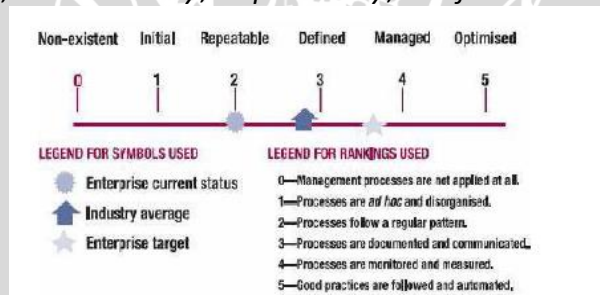 Non-existent Initial Repeatable Defined Managed Optimised
0 1 2 3 4 5
LEGEND FOR SYMBOLS USED
Enterprise current status
Industry average
Enterprise target
LEGEND FOR RANKINGS USED
0—Management processes are not applied at all.
1—Processes are ad hoc and disorganised.
2—Processes follow a regular pattern.
3—Processes are documented and communicated.
4—Processes are monitored and measured.
5—Good practices are followed and automated.